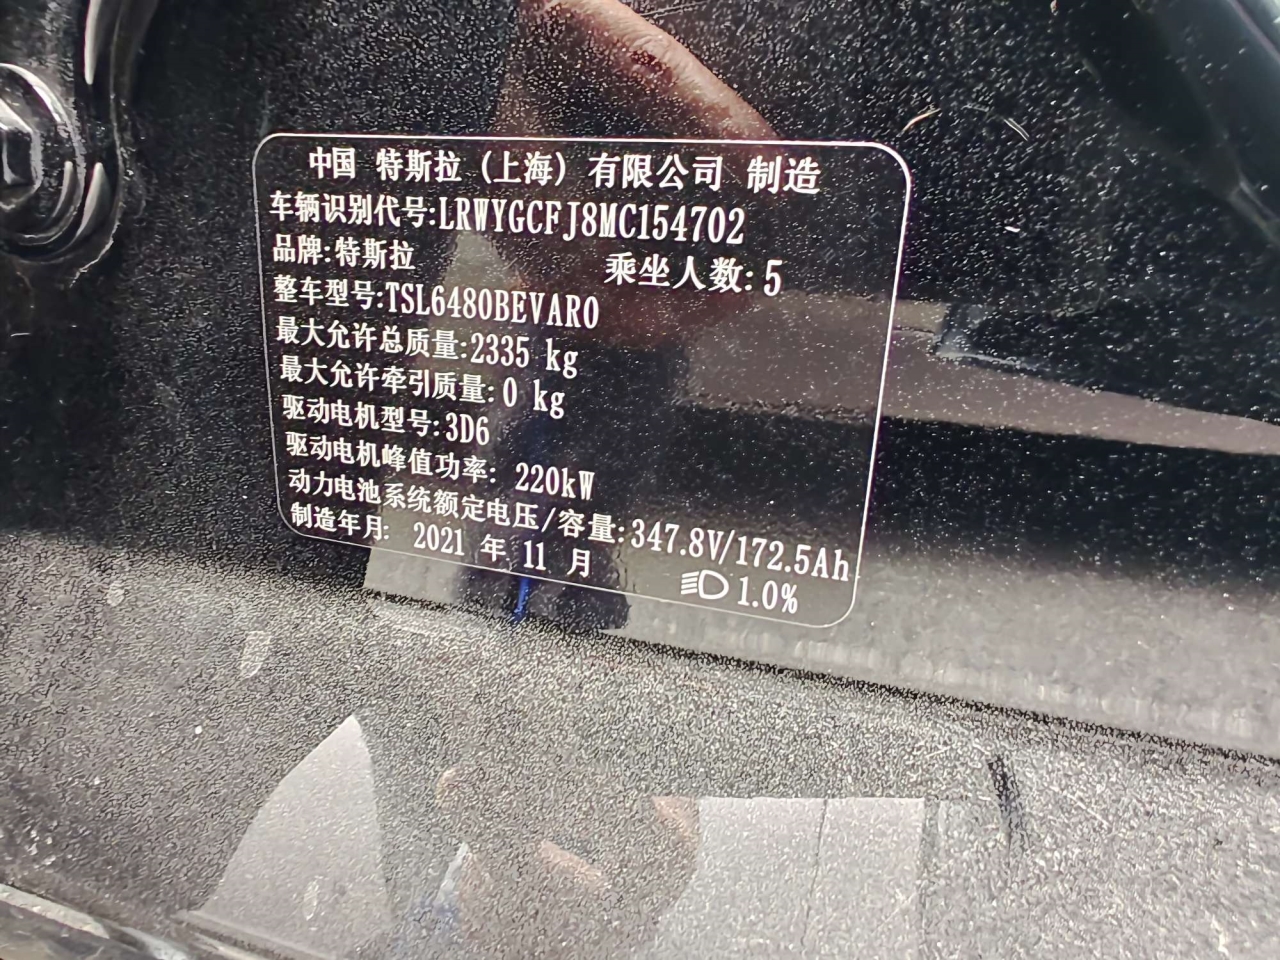 中国 特斯拉(上海)有限公司 制造
车辆识别代号:LRWYGCFJ8MC154702
品牌:特斯拉 乘坐人数:5
整车型号:TSL6480BEVAR0
最大允许总质量:2335 kg
最大允许牵引质量:0 kg
驱动电机型号:3D6
驱动电机峰值功率: 220kW
动力电池系统额定电压/容量:347.8V/172.5Ah
制造年月: 2021 年 11 月 1.0%